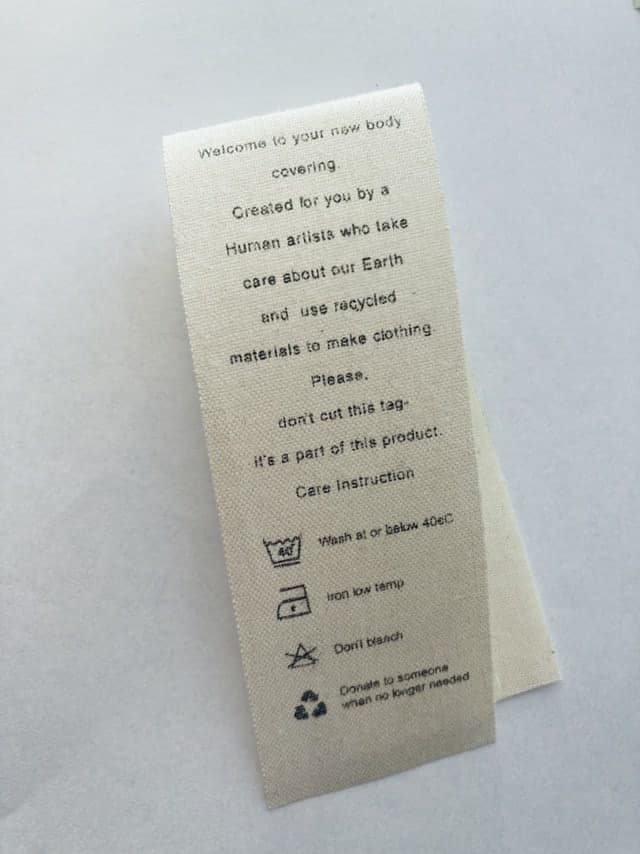 Welcome to your new body
covering.
Created for you by a
Human artists who take
care about our Earth
and use recycled
materials to make clothing.
Please,
don't cut this tag-
it's a part of this product.
Care Instruction
40
Wash at or below 40eC
Iron low temp
Don't bleach
Donate to someone
when no longer needed